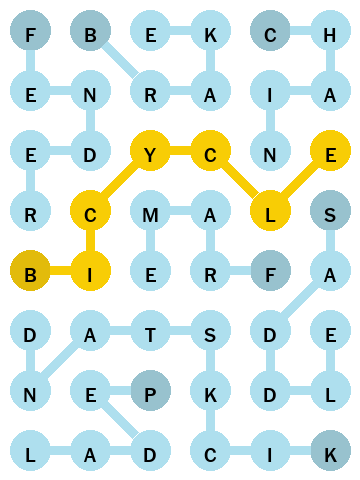 F B E K C H
E N R A I A
E D Y C N E
R C M A L S
B I E R F A
D A T S D E
N E P K D L
L A D C I K